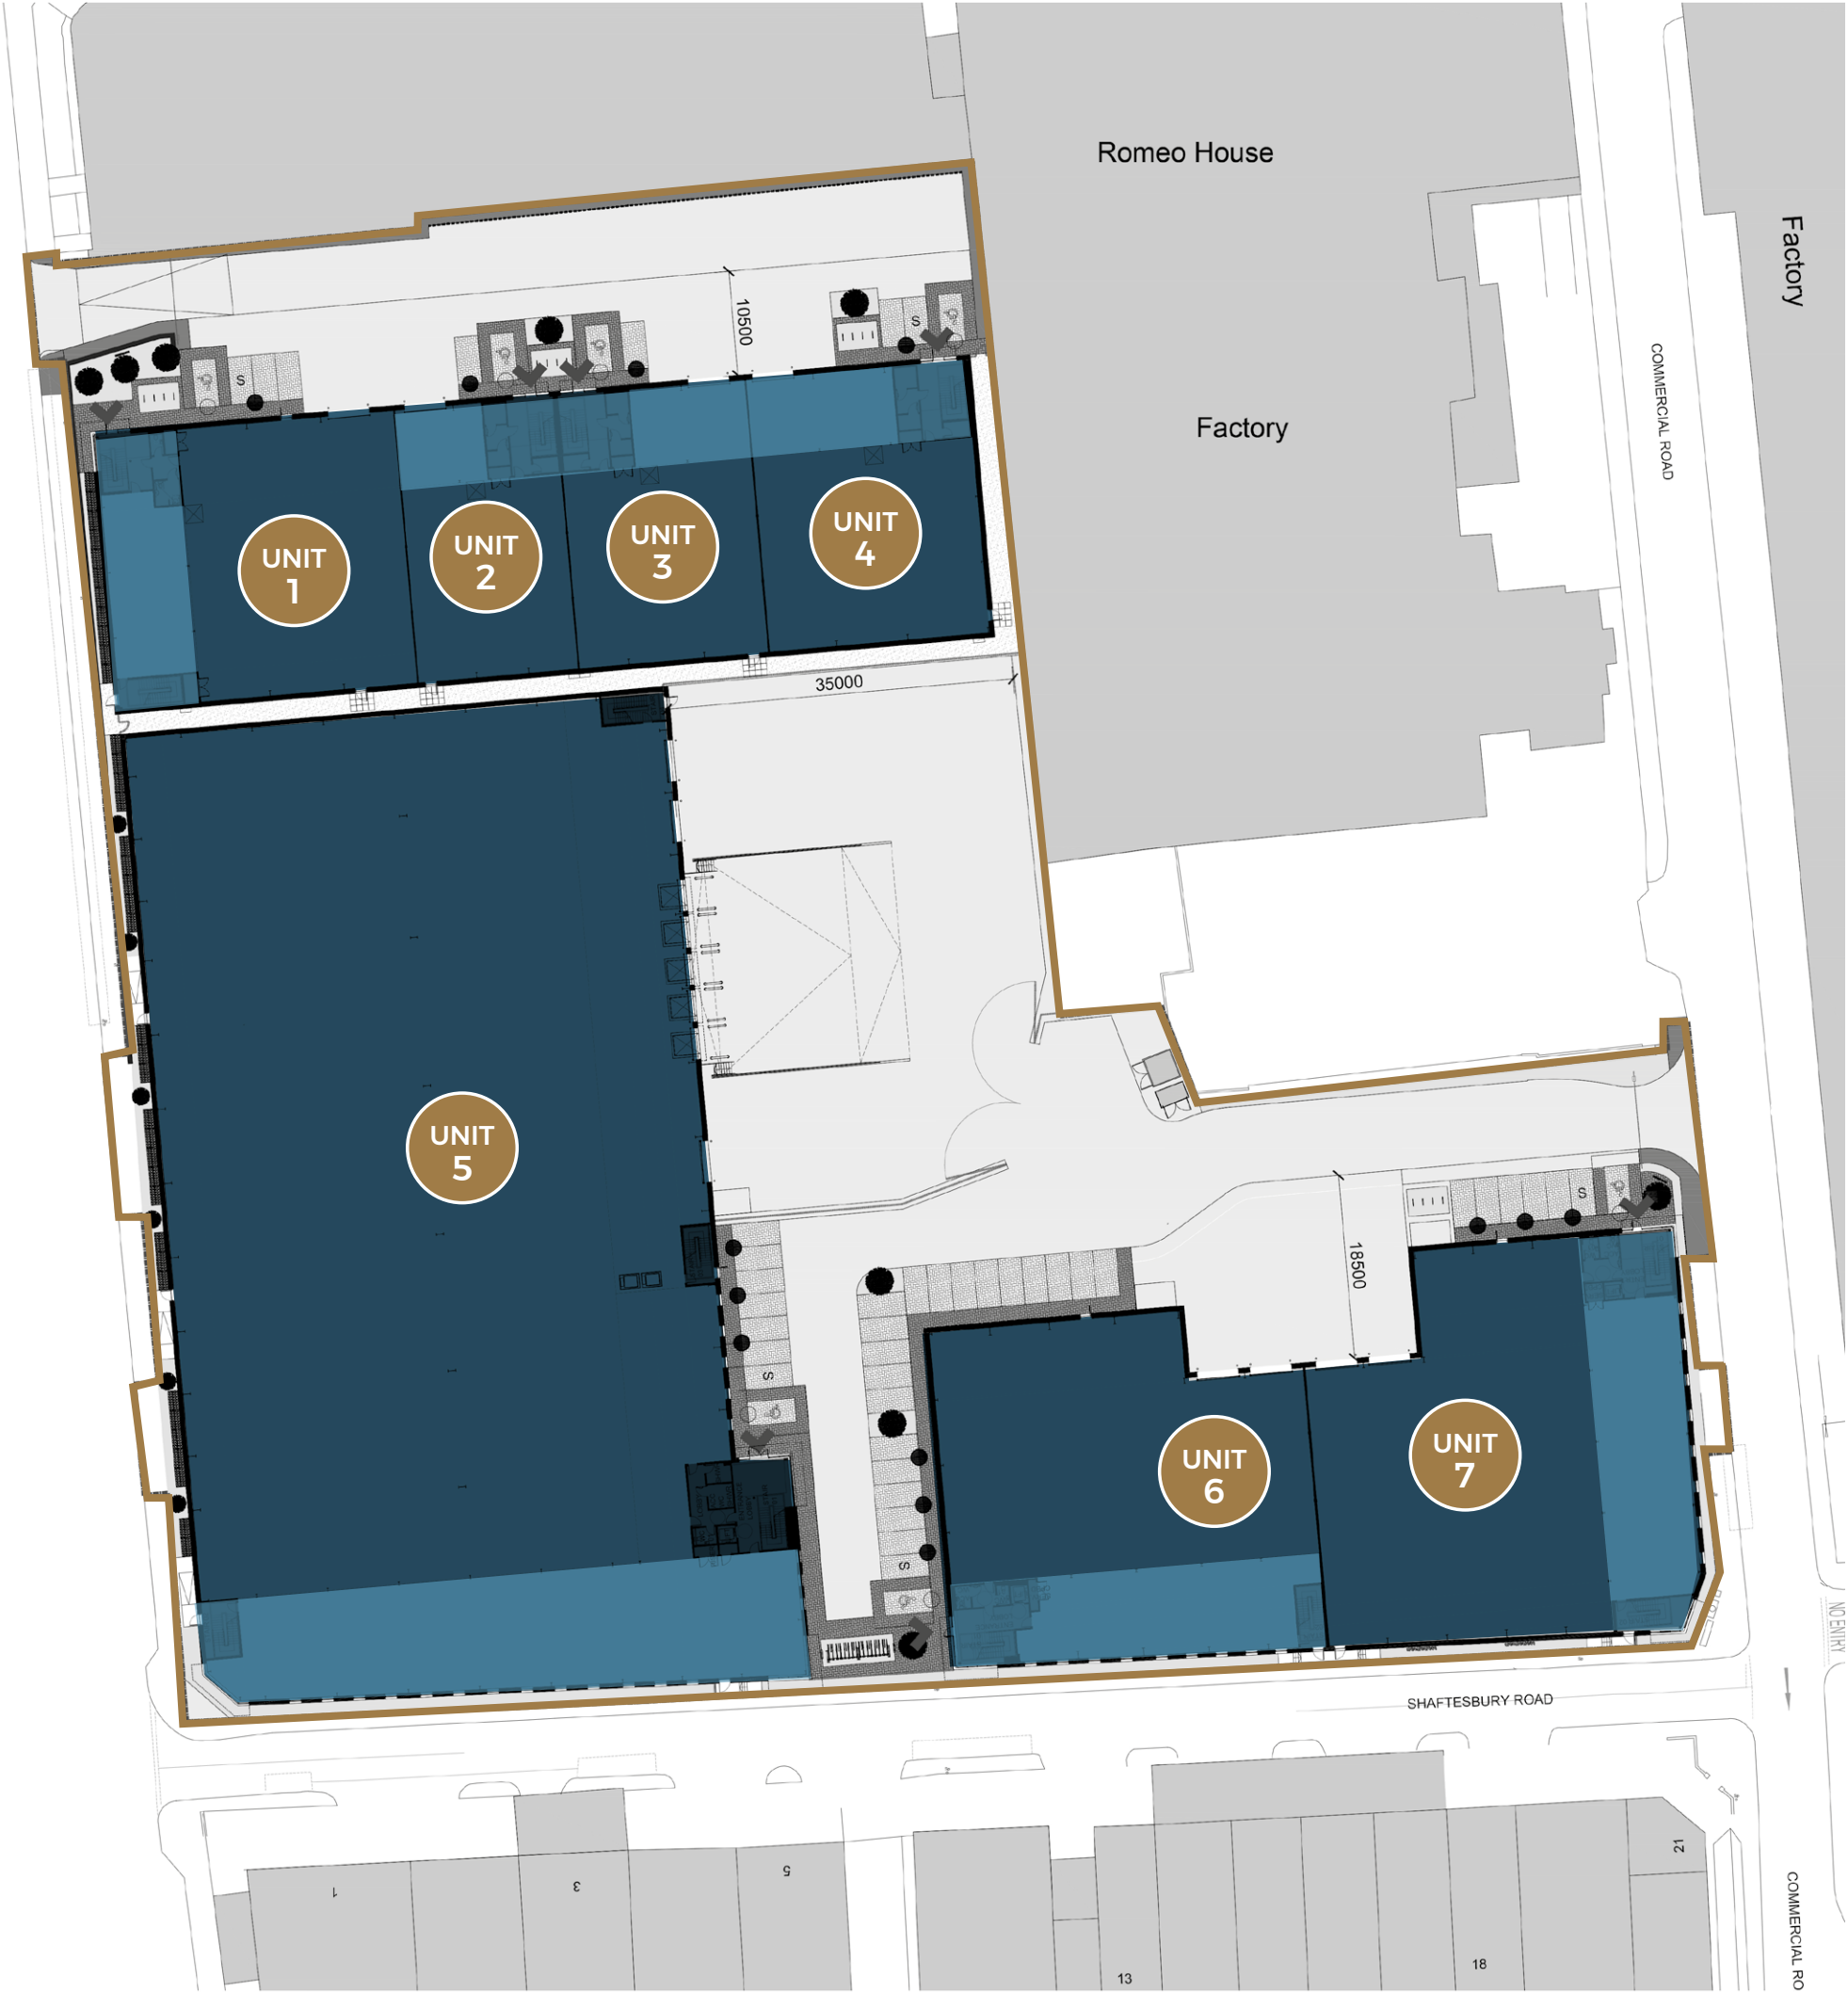 Romeo House
Factory
10500
S
S
COMMERCIAL ROAD
Factory
UNIT
1
UNIT
2
UNIT
3
UNIT
4
35000
UNIT
5
S
18500
S
S
UNIT
6
UNIT
7
NO ENTRY
SHAFTESBURY ROAD
1
3
5
13
18
21
COMMERCIAL RO